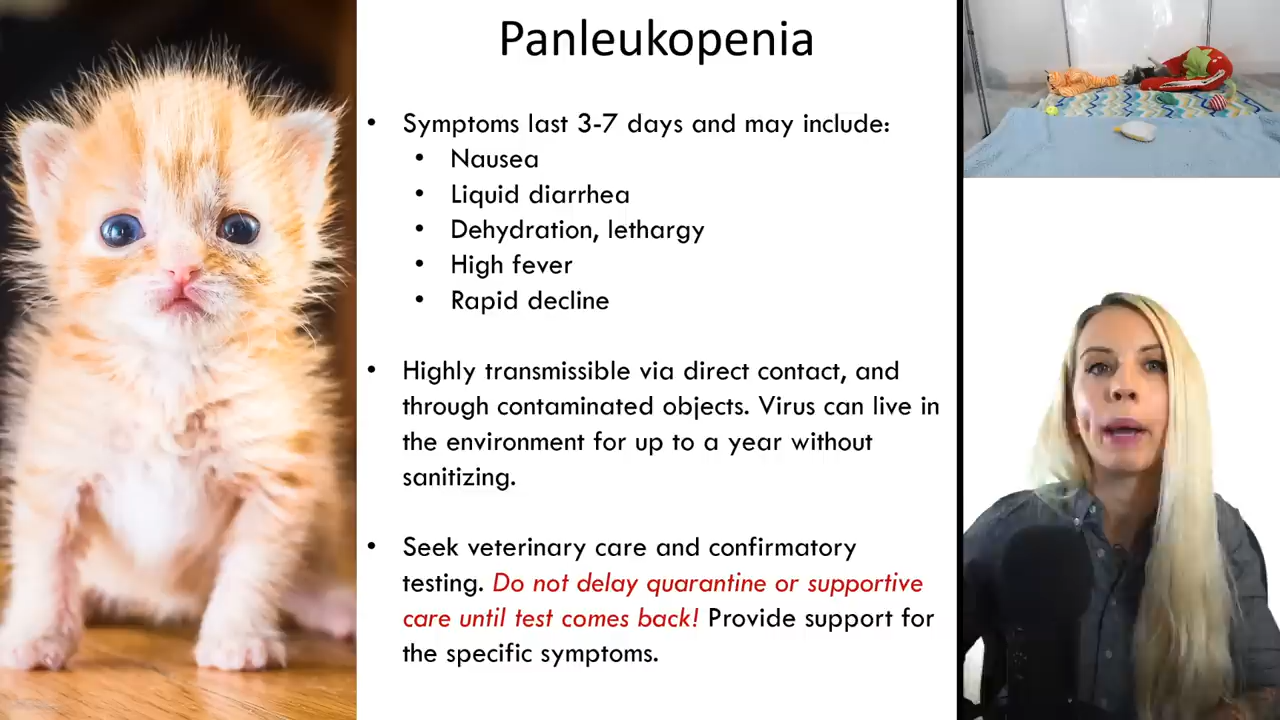 Panleukopenia
• Symptoms last 3-7 days and may include:
• Nausea
• Liquid diarrhea
• Dehydration, lethargy
• High fever
• Rapid decline
• Highly transmissible via direct contact, and
through contaminated objects. Virus can live in
the environment for up to a year without
sanitizing.
• Seek veterinary care and confirmatory
testing. Do not delay quarantine or supportive
care until test comes back! Provide support for
the specific symptoms.